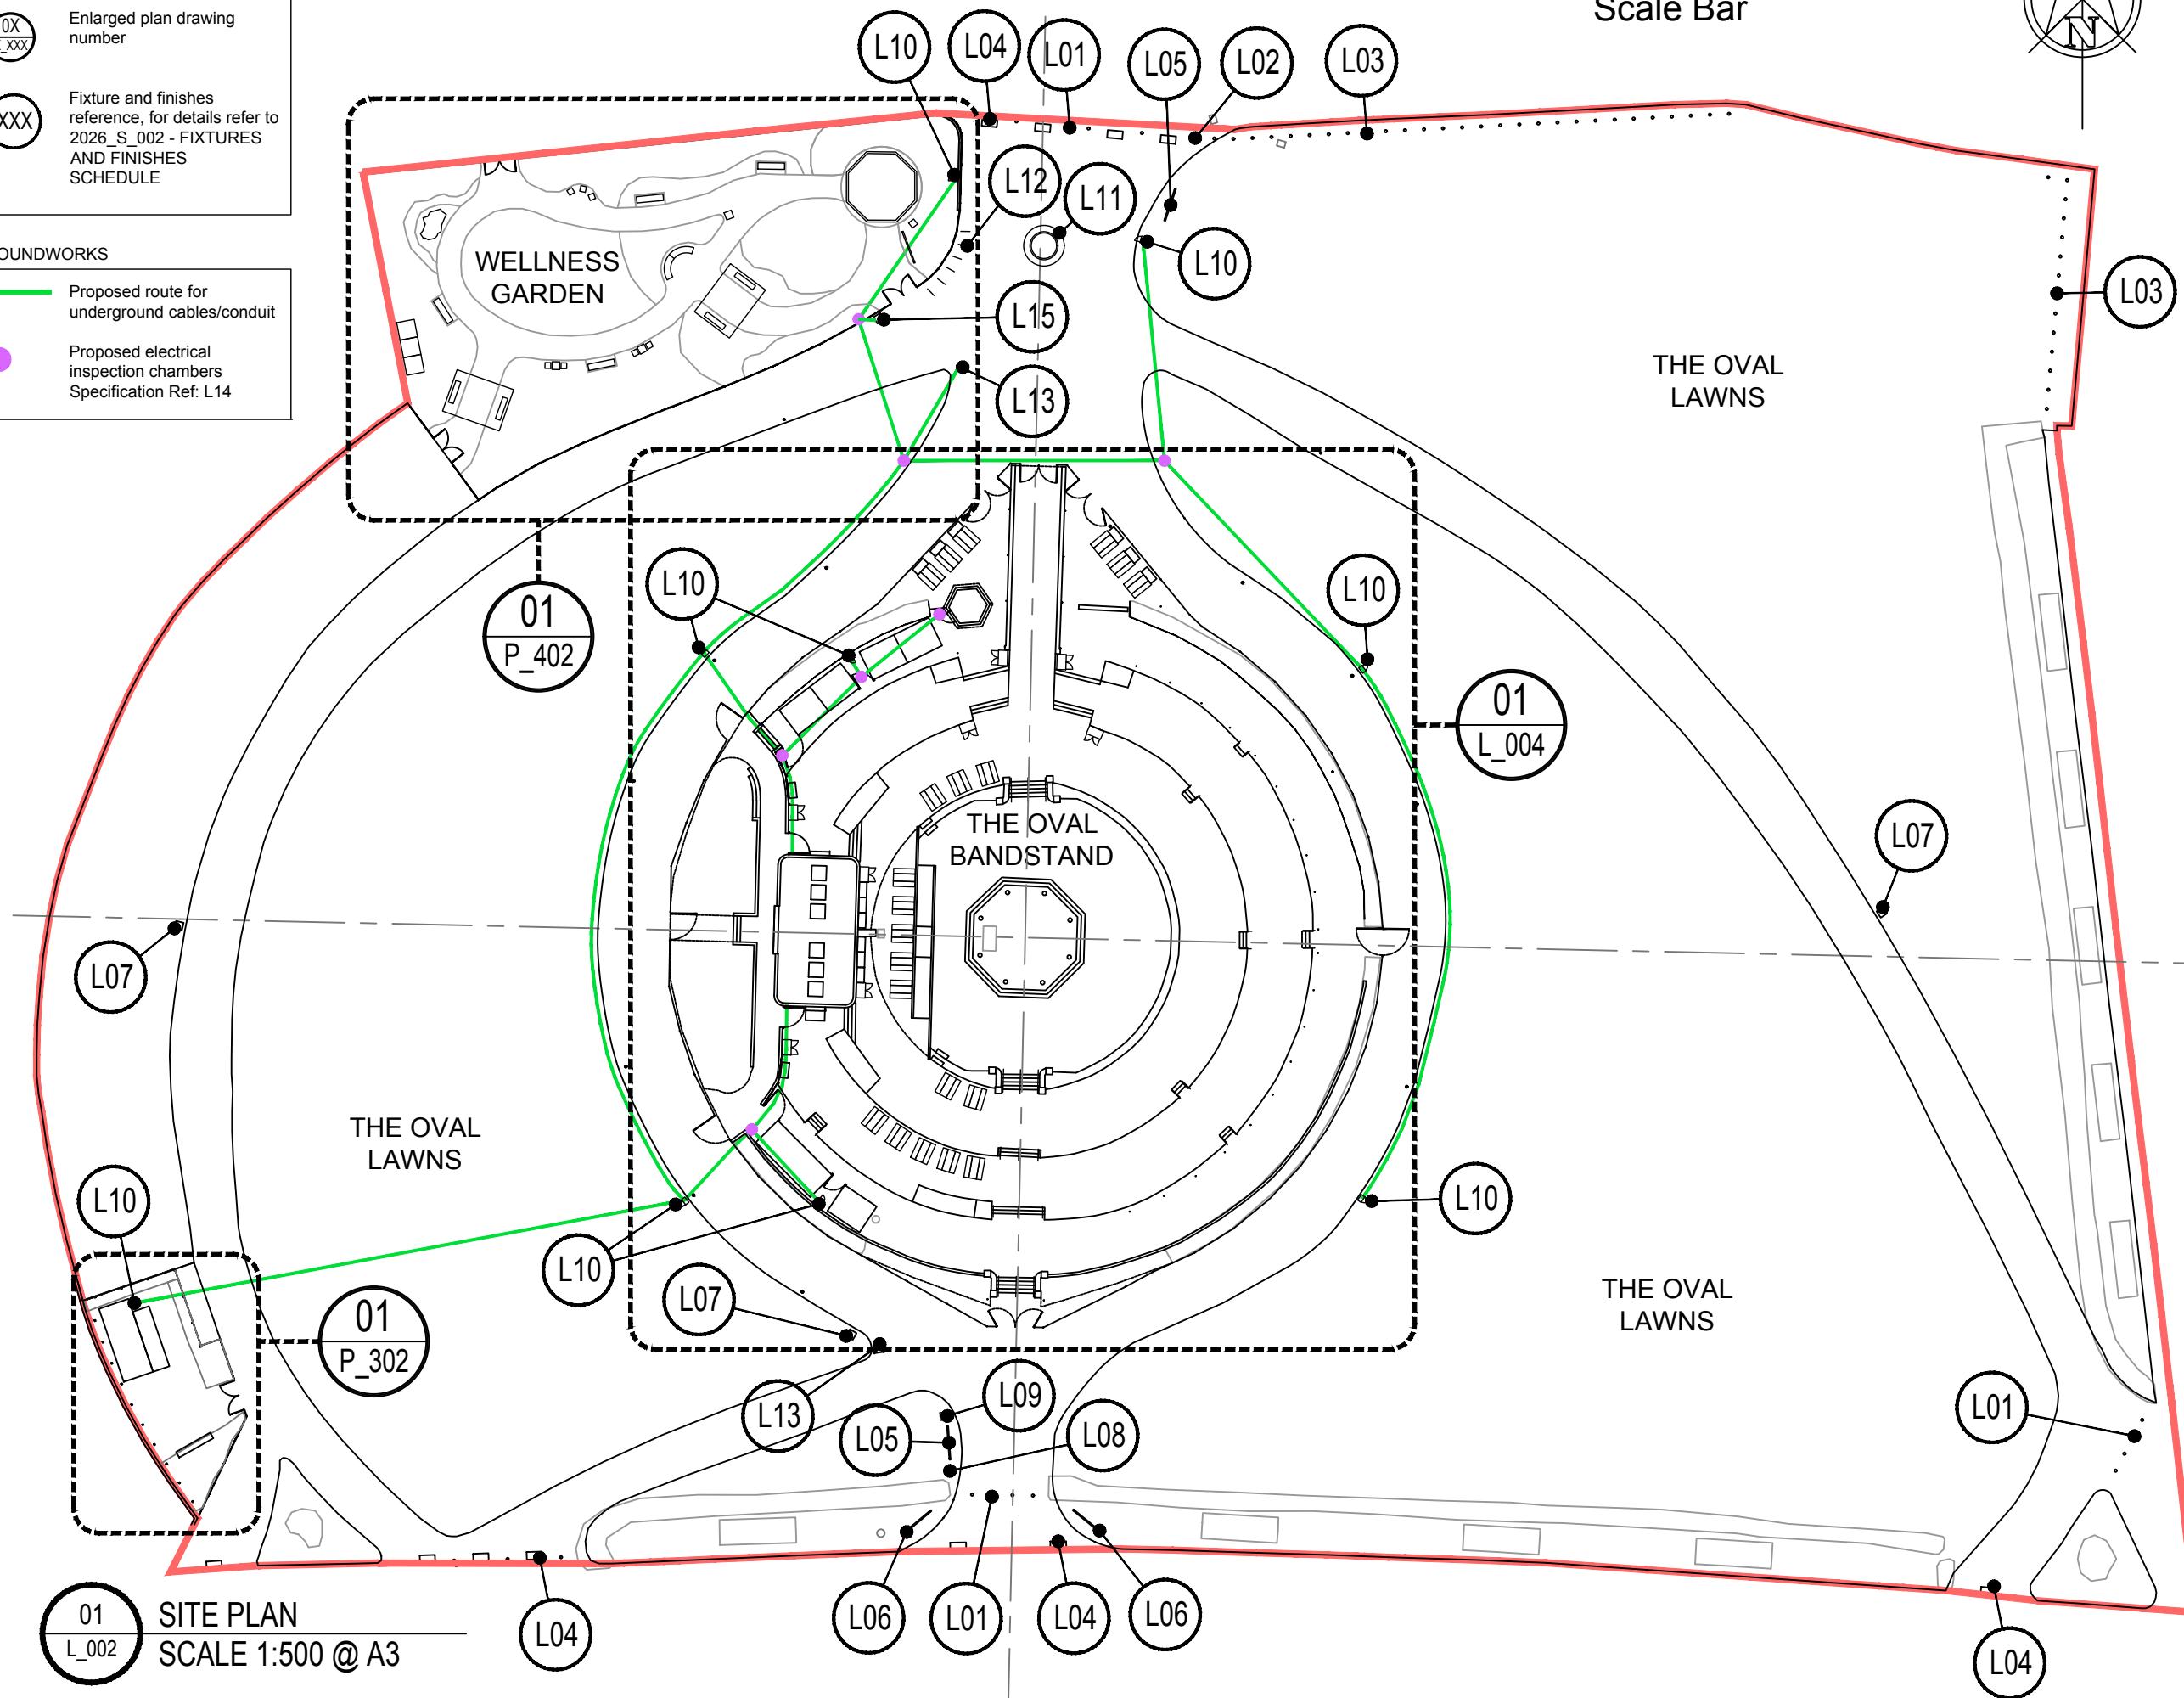 Enlarged plan drawing
number
0X
_XXX
Fixture and finishes
reference, for details refer to
2026_S_002 - FIXTURES
AND FINISHES
SCHEDULE
XXX
OUNDWORKS
Proposed route for
underground cables/conduit
Proposed electrical
inspection chambers
Specification Ref: L14
Scale Bar
N
L10
L04
L01
L05
L02
L03
L12
L11
L10
L03
WELLNESS
GARDEN
L15
L13
THE OVAL
LAWNS
L10
L10
01
P_402
01
L_004
THE OVAL
BANDSTAND
L07
L07
THE OVAL
LAWNS
L10
L10
L10
L07
01
P_302
THE OVAL
LAWNS
L13
L09
L05
L08
L01
L06
L01
L04
L06
L04
L04
01
L_002
SITE PLAN
SCALE 1:500 @ A3